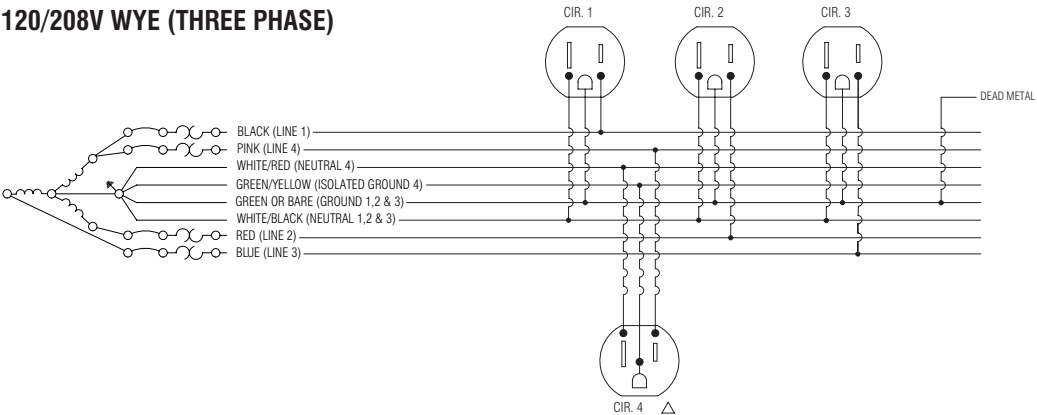 120/208V WYE (THREE PHASE)
CIR. 1
CIR. 2
CIR. 3
DEAD METAL
BLACK (LINE 1)
PINK (LINE 4)
WHITE/RED (NEUTRAL 4)
GREEN/YELLOW (ISOLATED GROUND 4)
GREEN OR BARE (GROUND 1,2 & 3)
WHITE/BLACK (NEUTRAL 1,2 & 3)
RED (LINE 2)
BLUE (LINE 3)
CIR. 4